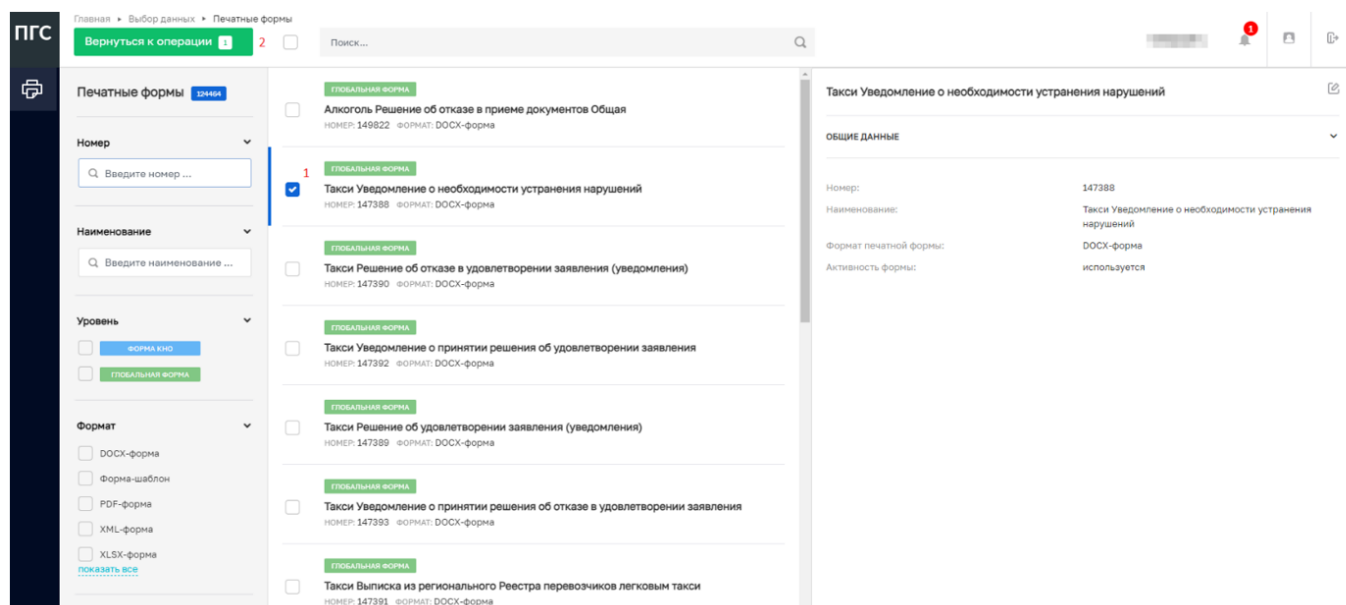 ПГС
Главная ▸ Выбор данных ▸ Печатные формы
Вернуться к операции 1
2
Поиск...
1
Печатные формы 124464
Номер
Введите номер ...
Наименование
Введите наименование ...
Уровень
ФОРМА КНО
ГЛОБАЛЬНАЯ ФОРМА
Формат
DOCX-форма
Форма-шаблон
PDF-форма
XML-форма
XLSX-форма
показать все
ГЛОБАЛЬНАЯ ФОРМА
Алкоголь Решение об отказе в приеме документов Общая
НОМЕР: 149822 ФОРМАТ: DOCX-форма
1
ГЛОБАЛЬНАЯ ФОРМА
Такси Уведомление о необходимости устранения нарушений
НОМЕР: 147388 ФОРМАТ: DOCX-форма
ГЛОБАЛЬНАЯ ФОРМА
Такси Решение об отказе в удовлетворении заявления (уведомления)
НОМЕР: 147390 ФОРМАТ: DOCX-форма
ГЛОБАЛЬНАЯ ФОРМА
Такси Уведомление о принятии решения об удовлетворении заявления
НОМЕР: 147392 ФОРМАТ: DOCX-форма
ГЛОБАЛЬНАЯ ФОРМА
Такси Решение об удовлетворении заявления (уведомления)
НОМЕР: 147389 ФОРМАТ: DOCX-форма
ГЛОБАЛЬНАЯ ФОРМА
Такси Уведомление о принятии решения об отказе в удовлетворении заявления
НОМЕР: 147393 ФОРМАТ: DOCX-форма
ГЛОБАЛЬНАЯ ФОРМА
Такси Выписка из регионального Реестра перевозчиков легковым такси
НОМЕР: 147391 ФОРМАТ: DOCX-форма
Такси Уведомление о необходимости устранения нарушений
ОБЩИЕ ДАННЫЕ
Номер: 147388
Наименование: Такси Уведомление о необходимости устранения
нарушений
Формат печатной формы: DOCX-форма
Активность формы: используется